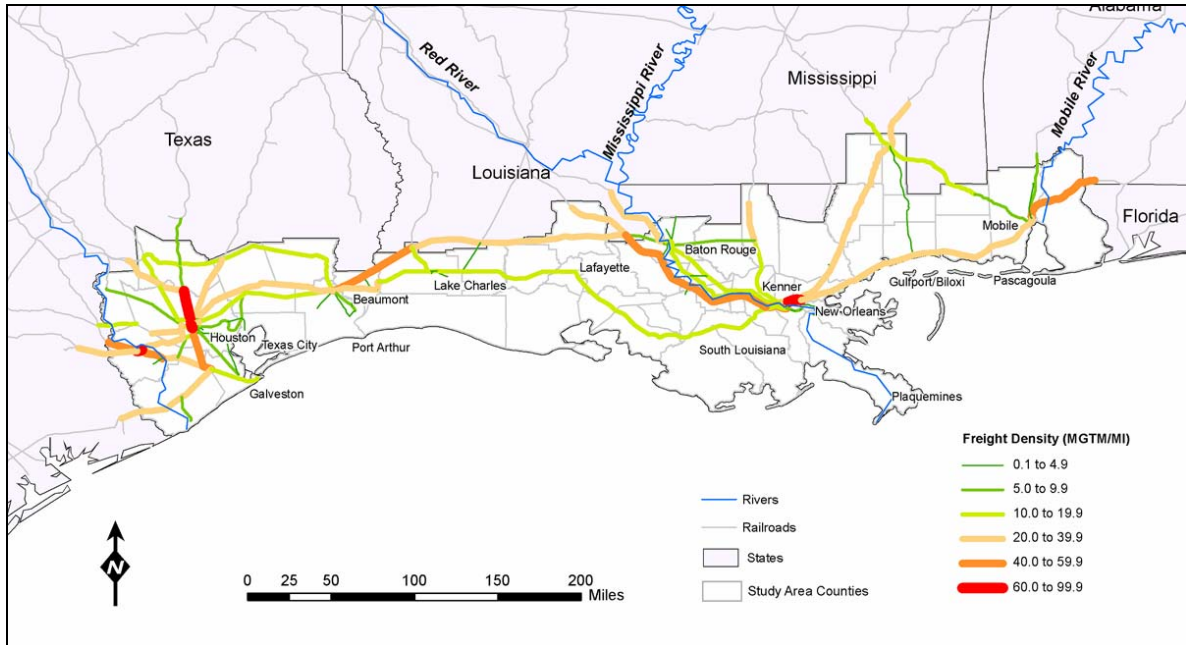 Alabama
Red River
Mississippi River
Mississippi
Mobile River
Texas
Louisiana
Florida
Mobile
Baton Rouge
Lafayette
Kenner
Gulfport/Biloxi
Pascagoula
Lake Charles
Beaumont
New Orleans
Houston
Texas City
Port Arthur
South Louisiana
Galveston
Plaquemines
Freight Density (MGTM/MI)
0.1 to 4.9
5.0 to 9.9
10.0 to 19.9
20.0 to 39.9
40.0 to 59.9
60.0 to 99.9
Rivers
Railroads
States
Study Area Counties
N
0 25 50 100 150 200
Miles